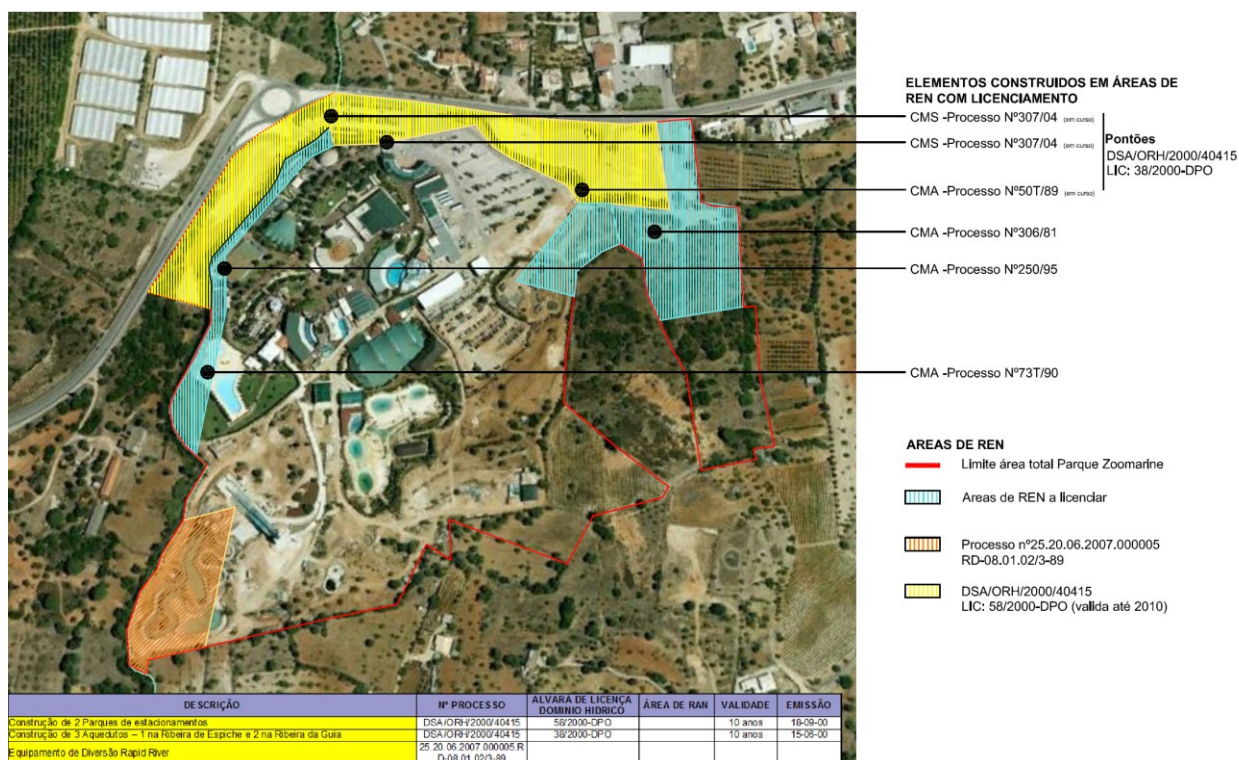 ELEMENTOS CONSTRUIDOS EM ÁREAS DE
REN COM LICENCIAMENTO
CMS -Processo Nº307/04 (em curso)
CMS -Processo Nº307/04 (em curso)
CMA -Processo Nº50T/89 (em curso)
Pontões
DSA/ORH/2000/40415
LIC: 38/2000-DPO
CMA -Processo Nº306/81
CMA -Processo Nº250/95
CMA -Processo Nº73T/90
AREAS DE REN
Limite área total Parque Zoomarine
Areas de REN a licenciar
Processo nº25.20.06.2007.000005
RD-08.01.02/3-89
DSA/ORH/2000/40415
LIC: 58/2000-DPO (valida até 2010)
DESCRIÇÃO Nº PROCESSO ALVARÁ DE LICENÇA DOMINIO HIDRICO ÁREA DE RAN VALIDADE EMISSÃO
Construção de 2 Parques de estacionamentos DSA/ORH/2000/40415 58/2000-DPO 10 anos 18-09-00
Construção de 3 Aquedutos – 1 na Ribeira de Espiche e 2 na Ribeira da Guia DSA/ORH/2000/40415 38/2000-DPO 10 anos 15-06-00
Equipamento de Diversão Rapid River 25.20.06.2007.000005.R
D-08.01.02/3-89